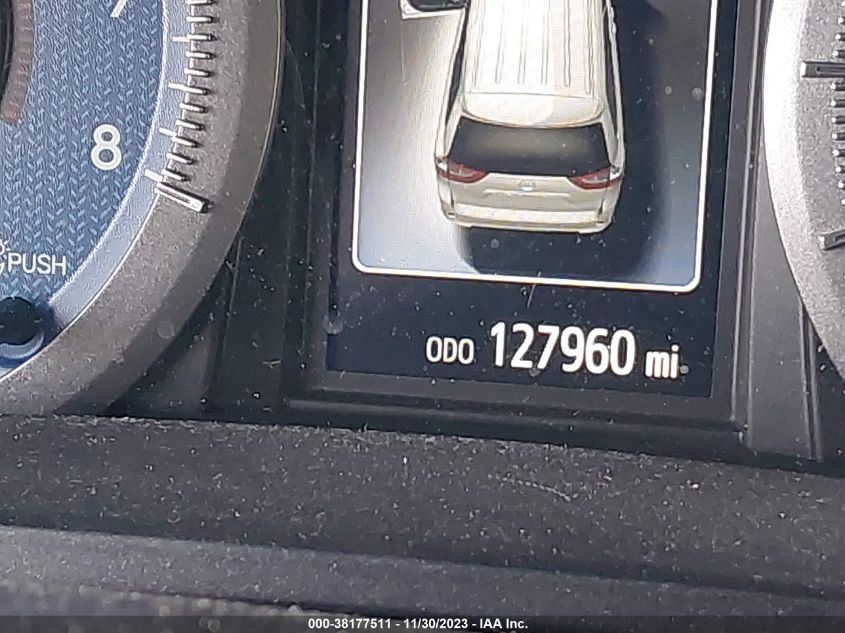 8
PUSH
ODO 127960 mi
000-38177511 - 11/30/2023 - IAA Inc.